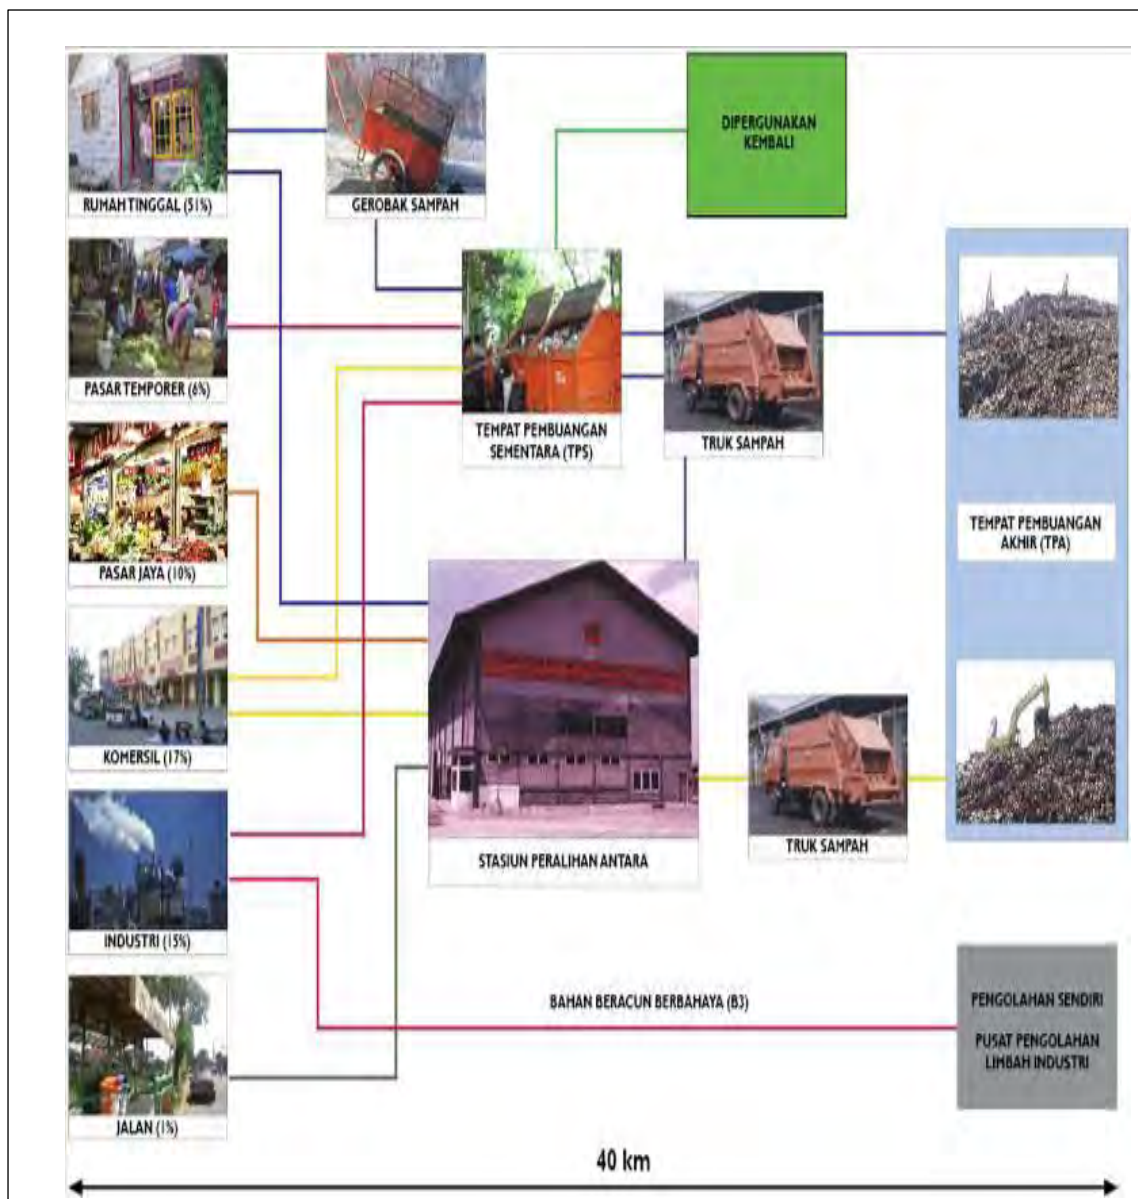 RUMAH TINGGAL (51%)
GEROBAK SAMPAH
DIPERGUNAKAN
KEMBALI
PASAR TEMPORER (6%)
TEMPAT PEMBUANGAN
SEMENTARA (TPS)
TRUK SAMPAH
PASAR JAYA (10%)
TEMPAT PEMBUANGAN
AKHIR (TPA)
KOMERSIL (17%)
STASIUN PERALIHAN ANTARA
TRUK SAMPAH
INDUSTRI (15%)
BAHAN BERACUN BERBAHAYA (B3)
PENGOLAHAN SENDIRI
PUSAT PENGOLAHAN
LIMBAH INDUSTRI
JALAN (1%)
40 km